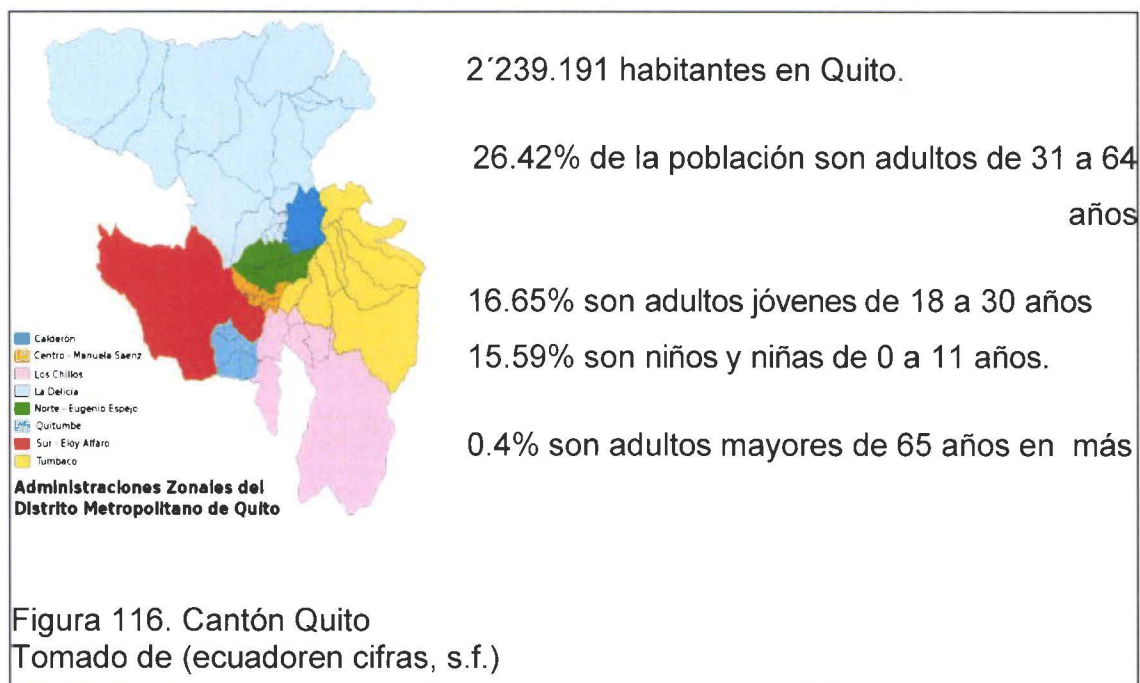 2´239.191 habitantes en Quito.
26.42% de la población son adultos de 31 a 64
años
16.65% son adultos jóvenes de 18 a 30 años
15.59% son niños y niñas de 0 a 11 años.
0.4% son adultos mayores de 65 años en más
Calderón
Centro - Manuela Saenz
Los Chillos
La Delicia
Norte - Eugenio Espejo
Quitumbe
Sur - Eloy Alfaro
Tumbaco
Administraciones Zonales del
Distrito Metropolitano de Quito
Figura 116. Cantón Quito
Tomado de (ecuadoren cifras, s.f.)